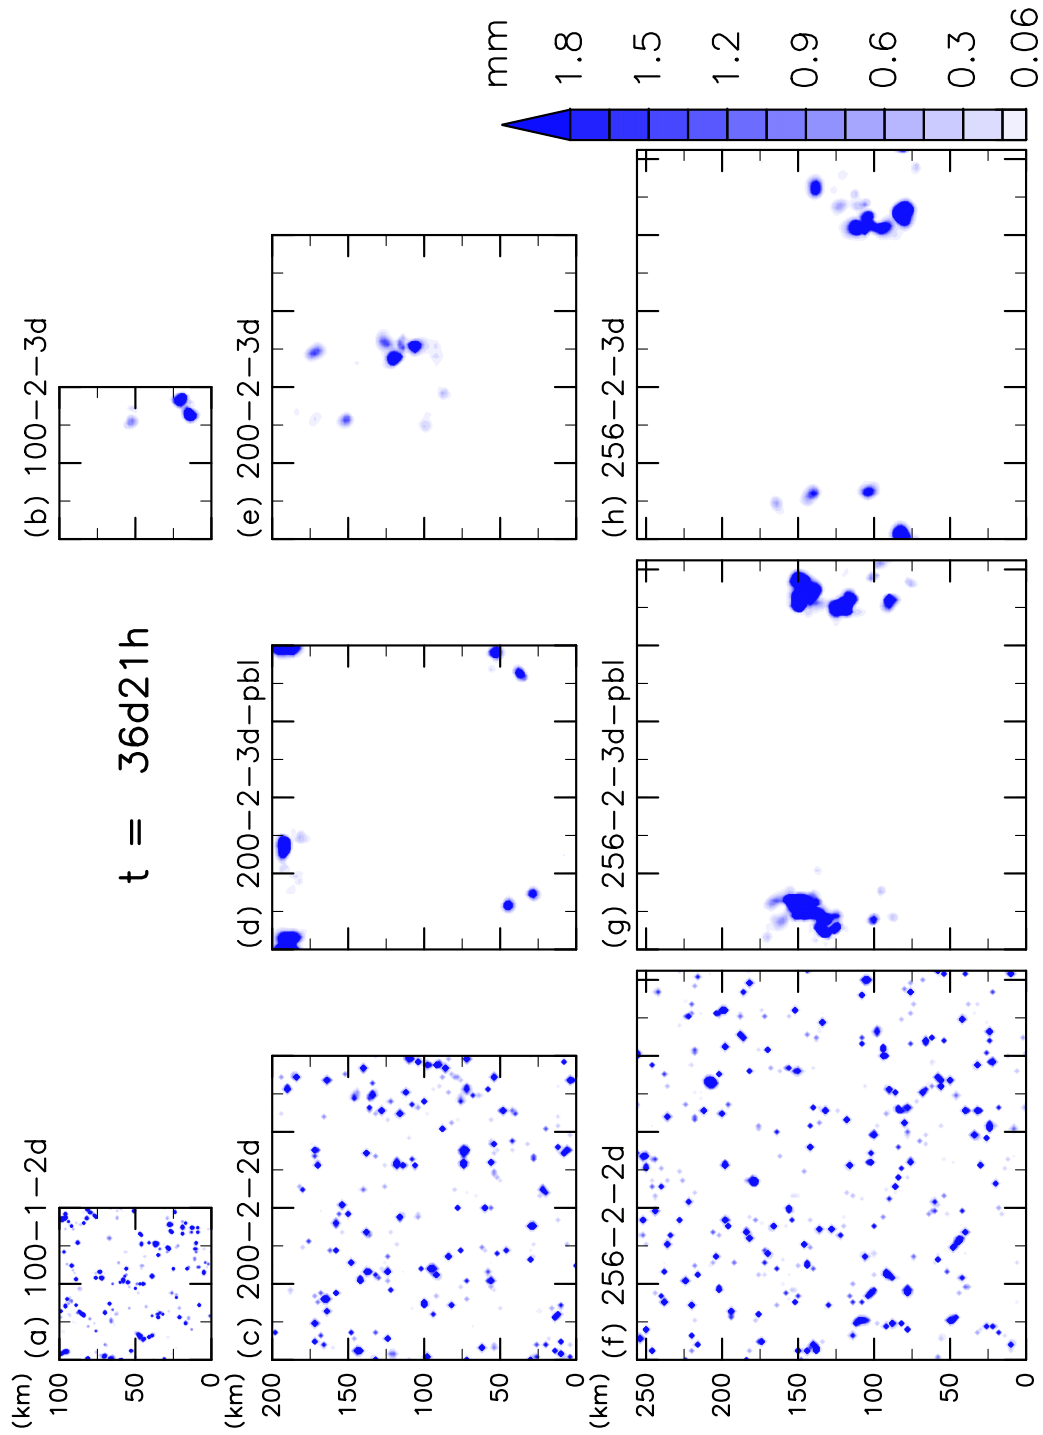 t = 36d21h
(km) (a) 100-1-2d
100
50
0
(b) 100-2-3d
(km) (c) 200-2-2d
200
150
100
50
0
(d) 200-2-3d-pbl
(e) 200-2-3d
(km) (f) 256-2-2d
250
200
150
100
50
0
(g) 256-2-3d-pbl
(h) 256-2-3d
mm
1.8
1.5
1.2
0.9
0.6
0.3
0.06